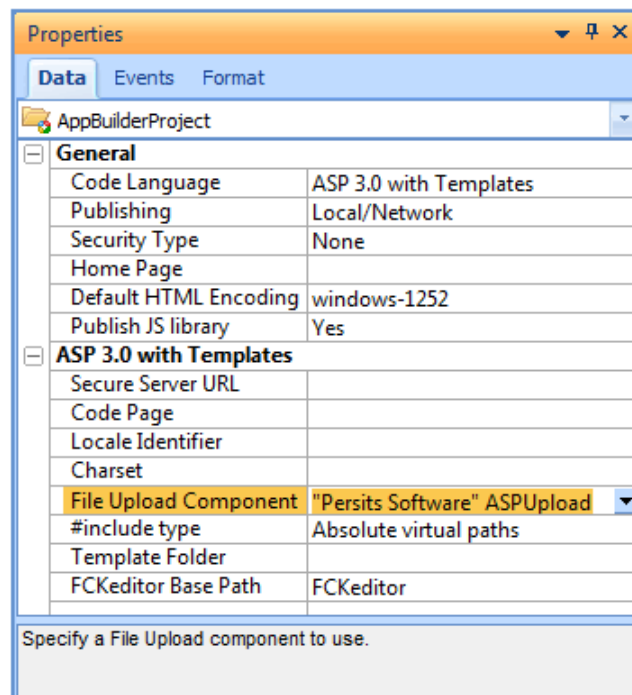 Properties
Data Events Format
AppBuilderProject
General
Code Language ASP 3.0 with Templates
Publishing Local/Network
Security Type None
Home Page
Default HTML Encoding windows-1252
Publish JS library Yes
ASP 3.0 with Templates
Secure Server URL
Code Page
Locale Identifier
Charset
File Upload Component "Persits Software" ASPUpload
#include type Absolute virtual paths
Template Folder
FCKeditor Base Path FCKeditor
Specify a File Upload component to use.